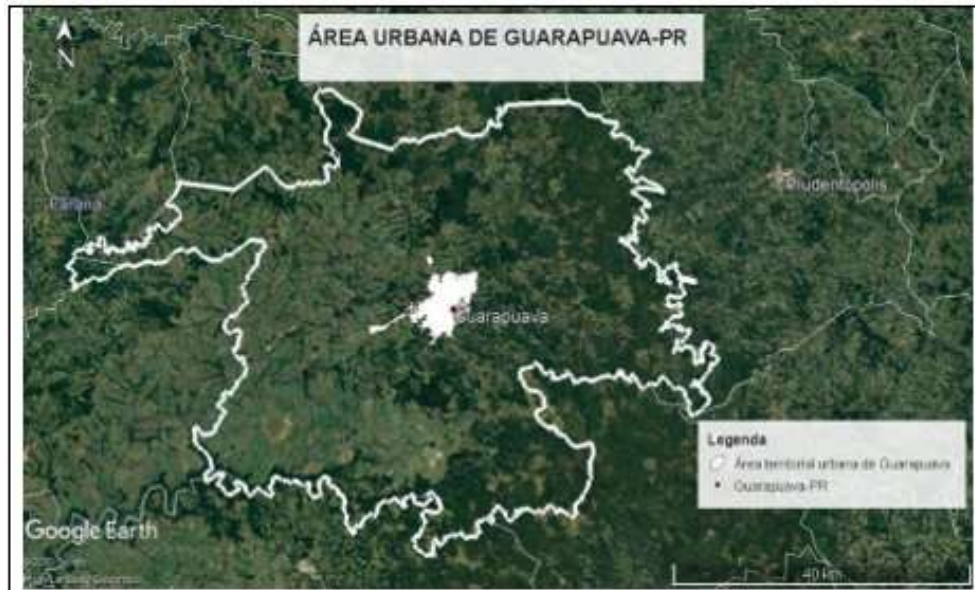 ÁREA URBANA DE GUARAPUAVA-PR
N
Paraná
Prudentópolis
Guarapuava
Legenda
Área territorial urbana de Guarapuava
Guarapuava-PR
Google Earth
40 km